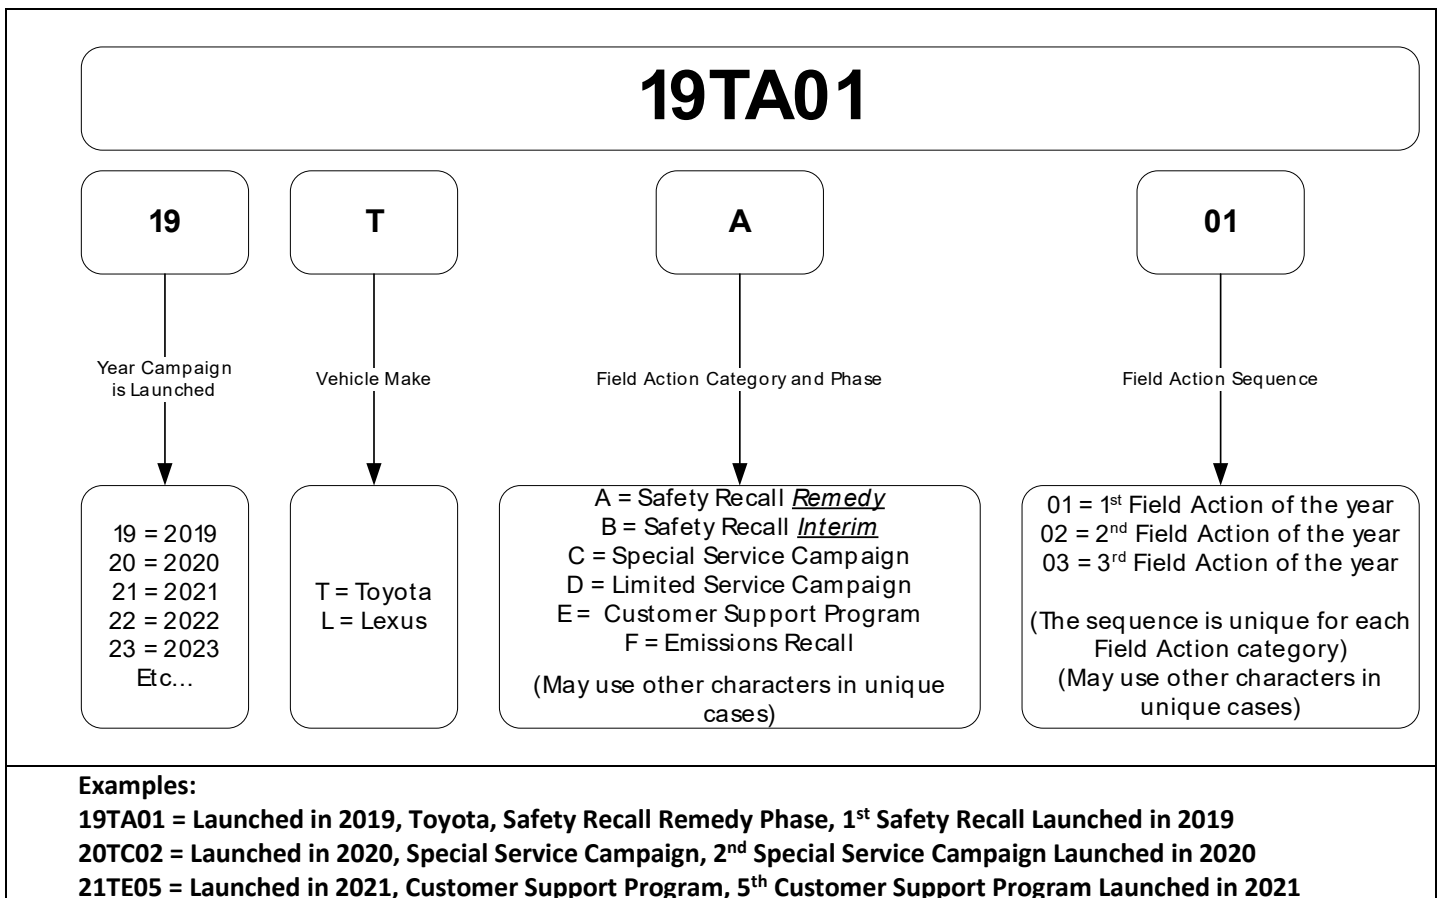 19TA01
19
T
A
01
Year Campaign
is Launched
Vehicle Make
Field Action Category and Phase
Field Action Sequence
19 = 2019
20 = 2020
21 = 2021
22 = 2022
23 = 2023
Etc...
T = Toyota
L = Lexus
A = Safety Recall Remedy
B = Safety Recall Interim
C = Special Service Campaign
D = Limited Service Campaign
E = Customer Support Program
F = Emissions Recall
(May use other characters in unique
cases)
01 = 1st Field Action of the year
02 = 2nd Field Action of the year
03 = 3rd Field Action of the year
(The sequence is unique for each
Field Action category)
(May use other characters in
unique cases)
Examples:
19TA01 = Launched in 2019, Toyota, Safety Recall Remedy Phase, 1st Safety Recall Launched in 2019
20TC02 = Launched in 2020, Special Service Campaign, 2nd Special Service Campaign Launched in 2020
21TE05 = Launched in 2021, Customer Support Program, 5th Customer Support Program Launched in 2021